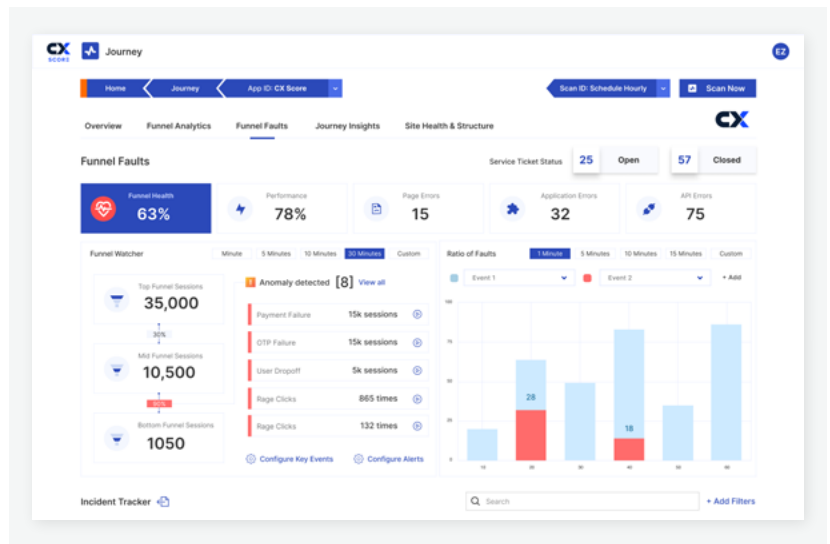 CX
SCORE
Journey
EZ
Home
Journey
App ID: CX Score
Scan ID: Schedule Hourly
Scan Now
Overview
Funnel Analytics
Funnel Faults
Journey Insights
Site Health & Structure
CX
Funnel Faults
Service Ticket Status
25
Open
57
Closed
Funnel Health
63%
Performance
78%
Page Errors
15
Application Errors
32
API Errors
75
Funnel Watcher
Minute
5 Minutes
10 Minutes
30 Minutes
Custom
Top Funnel Sessions
35,000
30%
Mid Funnel Sessions
10,500
90%
Bottom Funnel Sessions
1050
! Anomaly detected [8] View all
Payment Failure 15k sessions
OTP Failure 15k sessions
User Dropoff 5k sessions
Rage Clicks 865 times
Rage Clicks 132 times
Configure Key Events
Configure Alerts
Ratio of Faults
1 Minute
5 Minutes
10 Minutes
15 Minutes
Custom
Event 1
Event 2
+ Add
100
28
18
10
20
30
40
50
60
Incident Tracker
Search
+ Add Filters